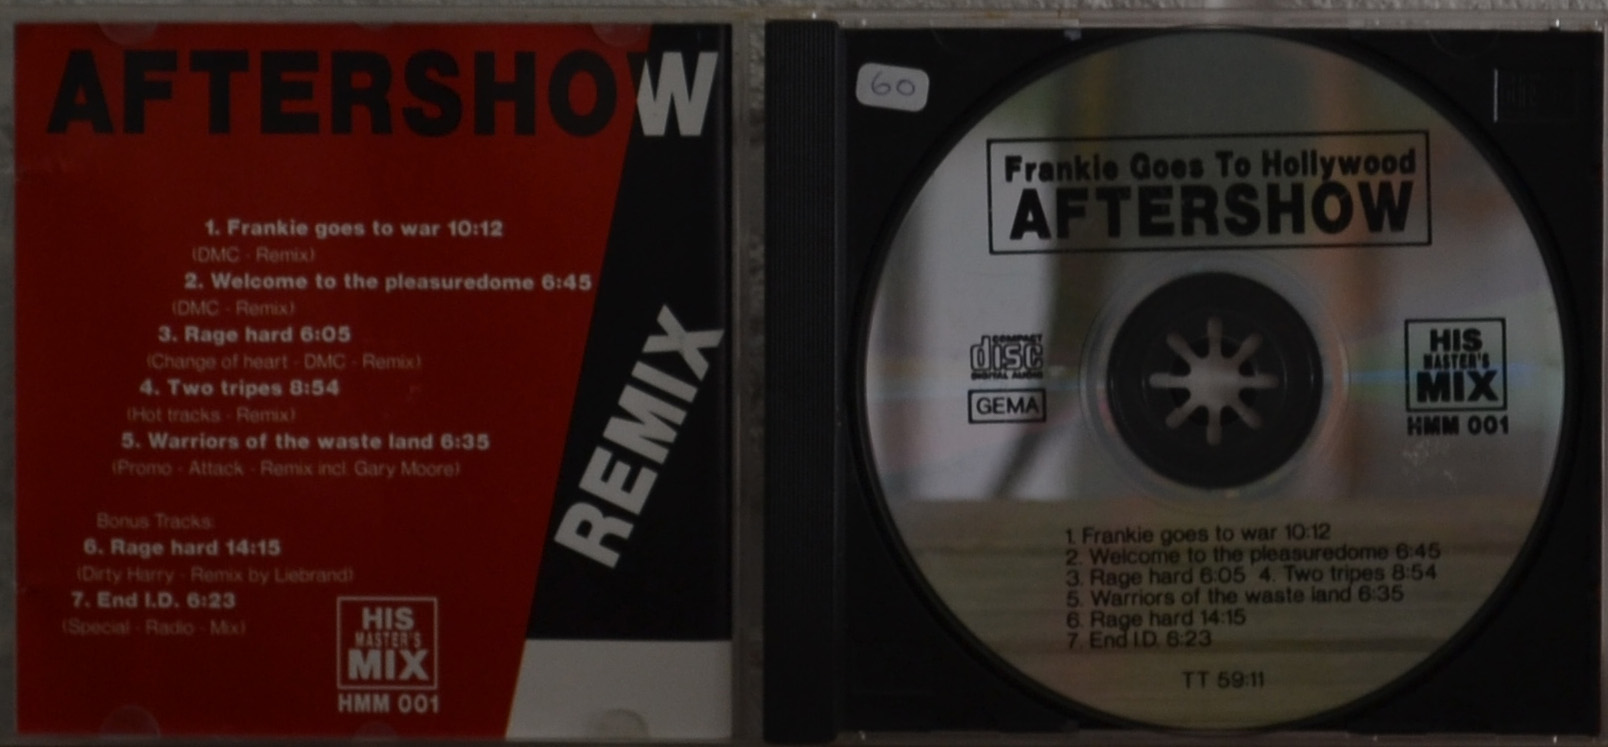 AFTERSHOW
1. Frankie goes to war 10:12
(DMC - Remix)
2. Welcome to the pleasuredome 6:45
(DMC - Remix)
3. Rage hard 6:05
(Change of heart - DMC - Remix)
4. Two tripes 8:54
(Hot tracks - Remix)
5. Warriors of the waste land 6:35
(Promo - Attack - Remix incl. Gary Moore)
Bonus Tracks:
6. Rage hard 14:15
(Dirty Harry - Remix by Liebrand)
7. End I.D. 6:23
(Special - Radio - Mix)
HIS
MASTER'S
MIX
HMM 001
REMIX
60
Frankie Goes To Hollywood
AFTERSHOW
COMPACT
disc
DIGITAL AUDIO
GEMA
HIS
MASTER'S
MIX
HMM 001
1. Frankie goes to war 10:12
2. Welcome to the pleasuredome 6:45
3. Rage hard 6:05 4. Two tripes 8:54
5. Warriors of the waste land 6:35
6. Rage hard 14:15
7. End I.D. 6:23
TT 59:11